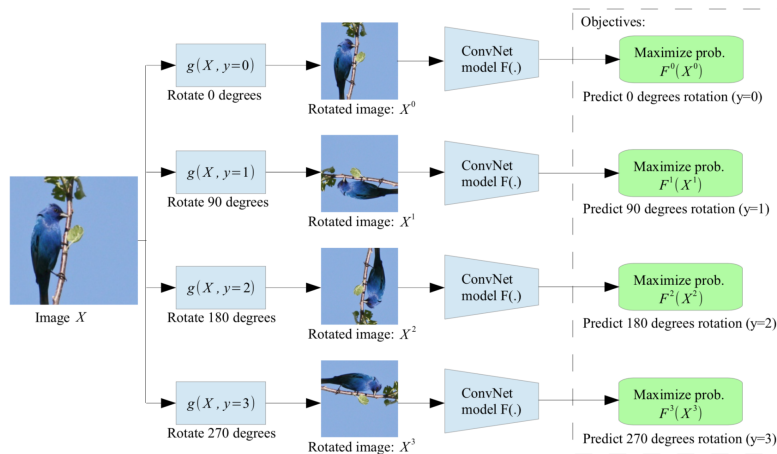 Objectives:
g(X, y=0)
Rotate 0 degrees
Rotated image: X⁰
ConvNet
model F(.)
Maximize prob.
F⁰(X⁰)
Predict 0 degrees rotation (y=0)
g(X, y=1)
Rotate 90 degrees
Rotated image: X¹
ConvNet
model F(.)
Maximize prob.
F¹(X¹)
Predict 90 degrees rotation (y=1)
Image X
g(X, y=2)
Rotate 180 degrees
Rotated image: X²
ConvNet
model F(.)
Maximize prob.
F²(X²)
Predict 180 degrees rotation (y=2)
g(X, y=3)
Rotate 270 degrees
Rotated image: X³
ConvNet
model F(.)
Maximize prob.
F³(X³)
Predict 270 degrees rotation (y=3)